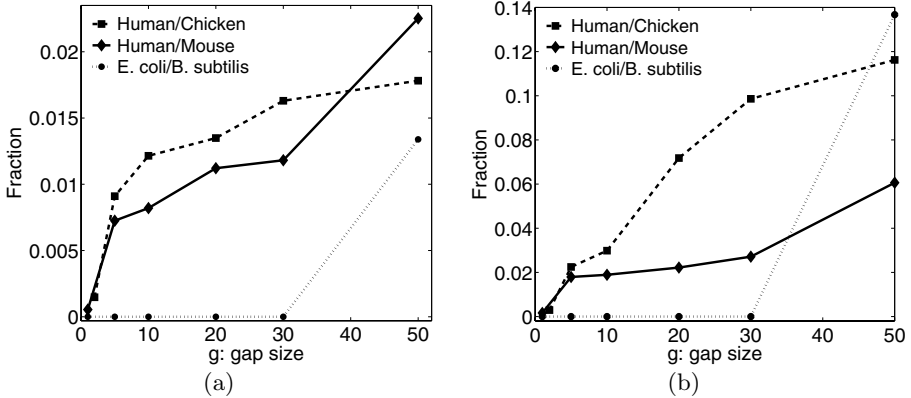 Human/Chicken
Human/Mouse
E. coli/B. subtilis
0.02
0.015
0.01
0.005
0
Fraction
0 10 20 30 40 50
g: gap size
(a)
0.14
Human/Chicken
Human/Mouse
E. coli/B. subtilis
0.12
0.1
0.08
0.06
0.04
0.02
0
Fraction
0 10 20 30 40 50
g: gap size
(b)